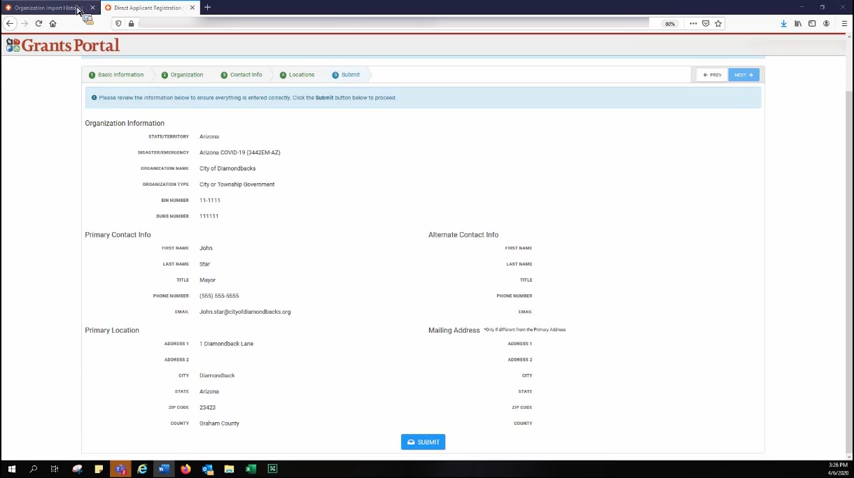 Organization Import Histo
Direct Applicant Registration
60%
Grants Portal
1 Basic Information
2 Organization
3 Contact Info
4 Locations
5 Submit
← PREV
NEXT →
Please review the information below to ensure everything is entered correctly. Click the Submit button below to proceed.
Organization Information
STATE/TERRITORY Arizona
DISASTER/EMERGENCY Arizona COVID-19 (3442EM-AZ)
ORGANIZATION NAME City of Diamondbacks
ORGANIZATION TYPE City or Township Government
EIN NUMBER 11-1111
DUNS NUMBER 111111
Primary Contact Info
FIRST NAME John
LAST NAME Star
TITLE Mayor
PHONE NUMBER (555) 555-5555
EMAIL John.star@cityofdiamondbacks.org
Alternate Contact Info
FIRST NAME
LAST NAME
TITLE
PHONE NUMBER
EMAIL
Primary Location
ADDRESS 1 1 Diamondback Lane
ADDRESS 2
CITY Diamondback
STATE Arizona
ZIP CODE 23423
COUNTY Graham County
Mailing Address *Only if different from the Primary Address
ADDRESS 1
ADDRESS 2
CITY
STATE
ZIP CODE
COUNTY
SUBMIT
3:26 PM
4/6/2020